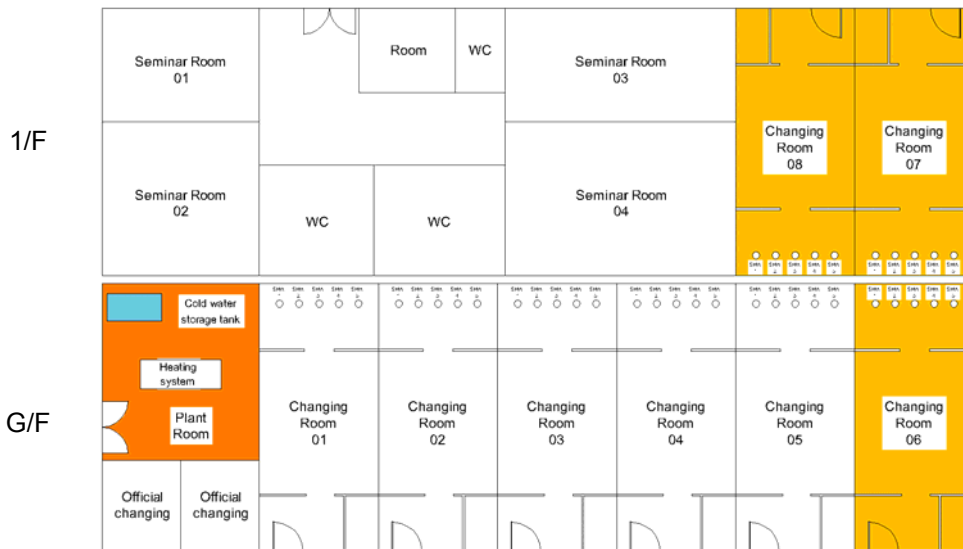 1/F
Seminar Room
01
Room
WC
Seminar Room
03
Changing
Room
08
Changing
Room
07
Seminar Room
02
WC
WC
Seminar Room
04
G/F
Cold water
storage tank
Heating
system
Plant
Room
Changing
Room
01
Changing
Room
02
Changing
Room
03
Changing
Room
04
Changing
Room
05
Changing
Room
06
Official
changing
Official
changing